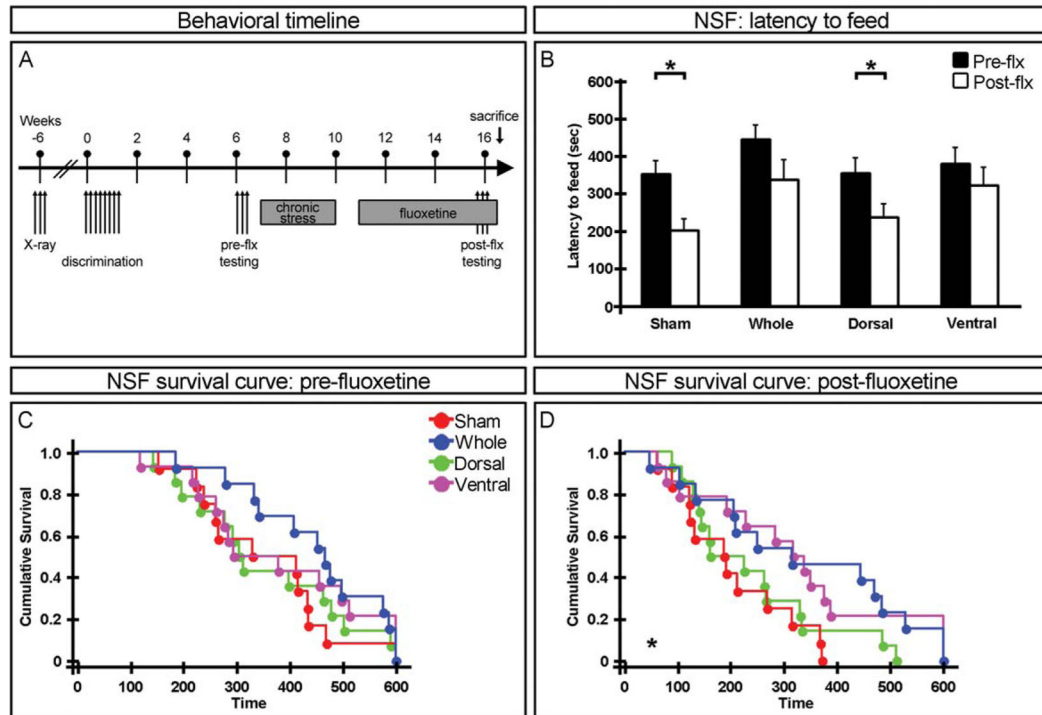 Behavioral timeline
A
Weeks
sacrifice
-6 0 2 4 6 8 10 12 14 16
chronic
stress
fluoxetine
X-ray
discrimination
pre-flx
testing
post-flx
testing
NSF: latency to feed
B
Pre-flx
Post-flx
* *
Latency to feed (sec)
600
500
400
300
200
100
0
Sham Whole Dorsal Ventral
NSF survival curve: pre-fluoxetine
C
Sham
Whole
Dorsal
Ventral
Cumulative Survival
1.0
0.8
0.6
0.4
0.2
0
0 100 200 300 400 500 600
Time
NSF survival curve: post-fluoxetine
D
Cumulative Survival
1.0
0.8
0.6
0.4
0.2
0
*
0 100 200 300 400 500 600
Time